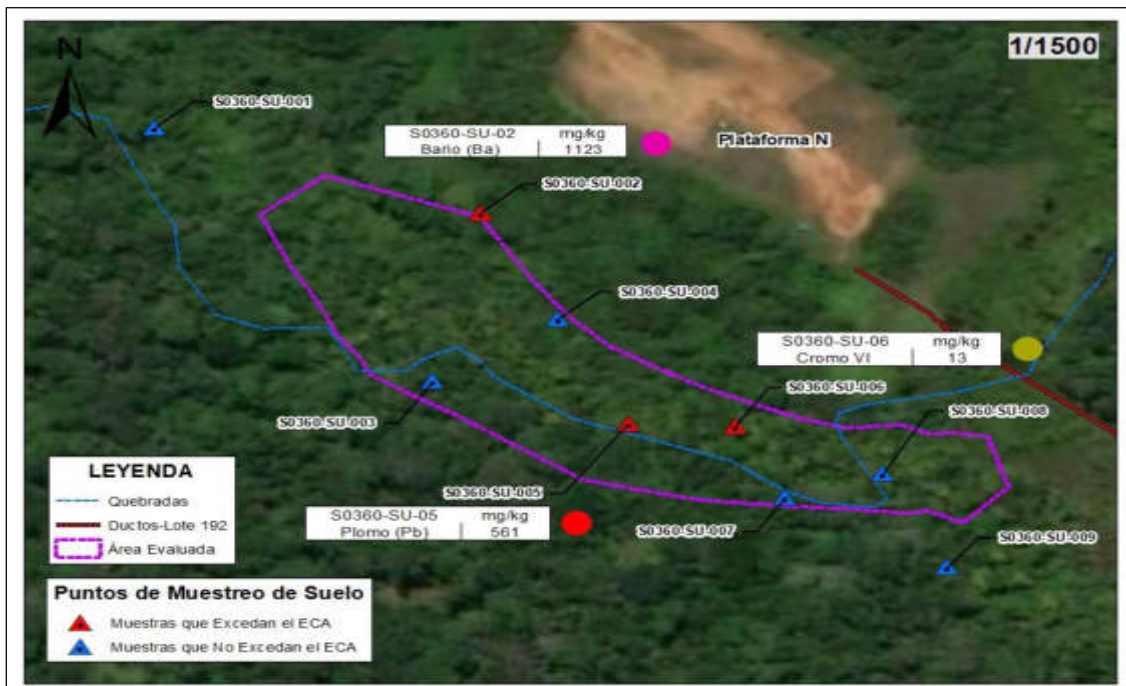 1/1500
N
S0360-SU-001
S0360-SU-02 mg/kg
Bario (Ba) 1123
Plataforma N
S0360-SU-002
S0360-SU-004
S0360-SU-06 mg/kg
Cromo VI 13
S0360-SU-006
S0360-SU-008
S0360-SU-003
S0360-SU-005
S0360-SU-05 mg/kg
Plomo (Pb) 561
S0360-SU-007
S0360-SU-009
LEYENDA
Quebradas
Ductos-Lote 192
Área Evaluada
Puntos de Muestreo de Suelo
Muestras que Excedan el ECA
Muestras que No Excedan el ECA